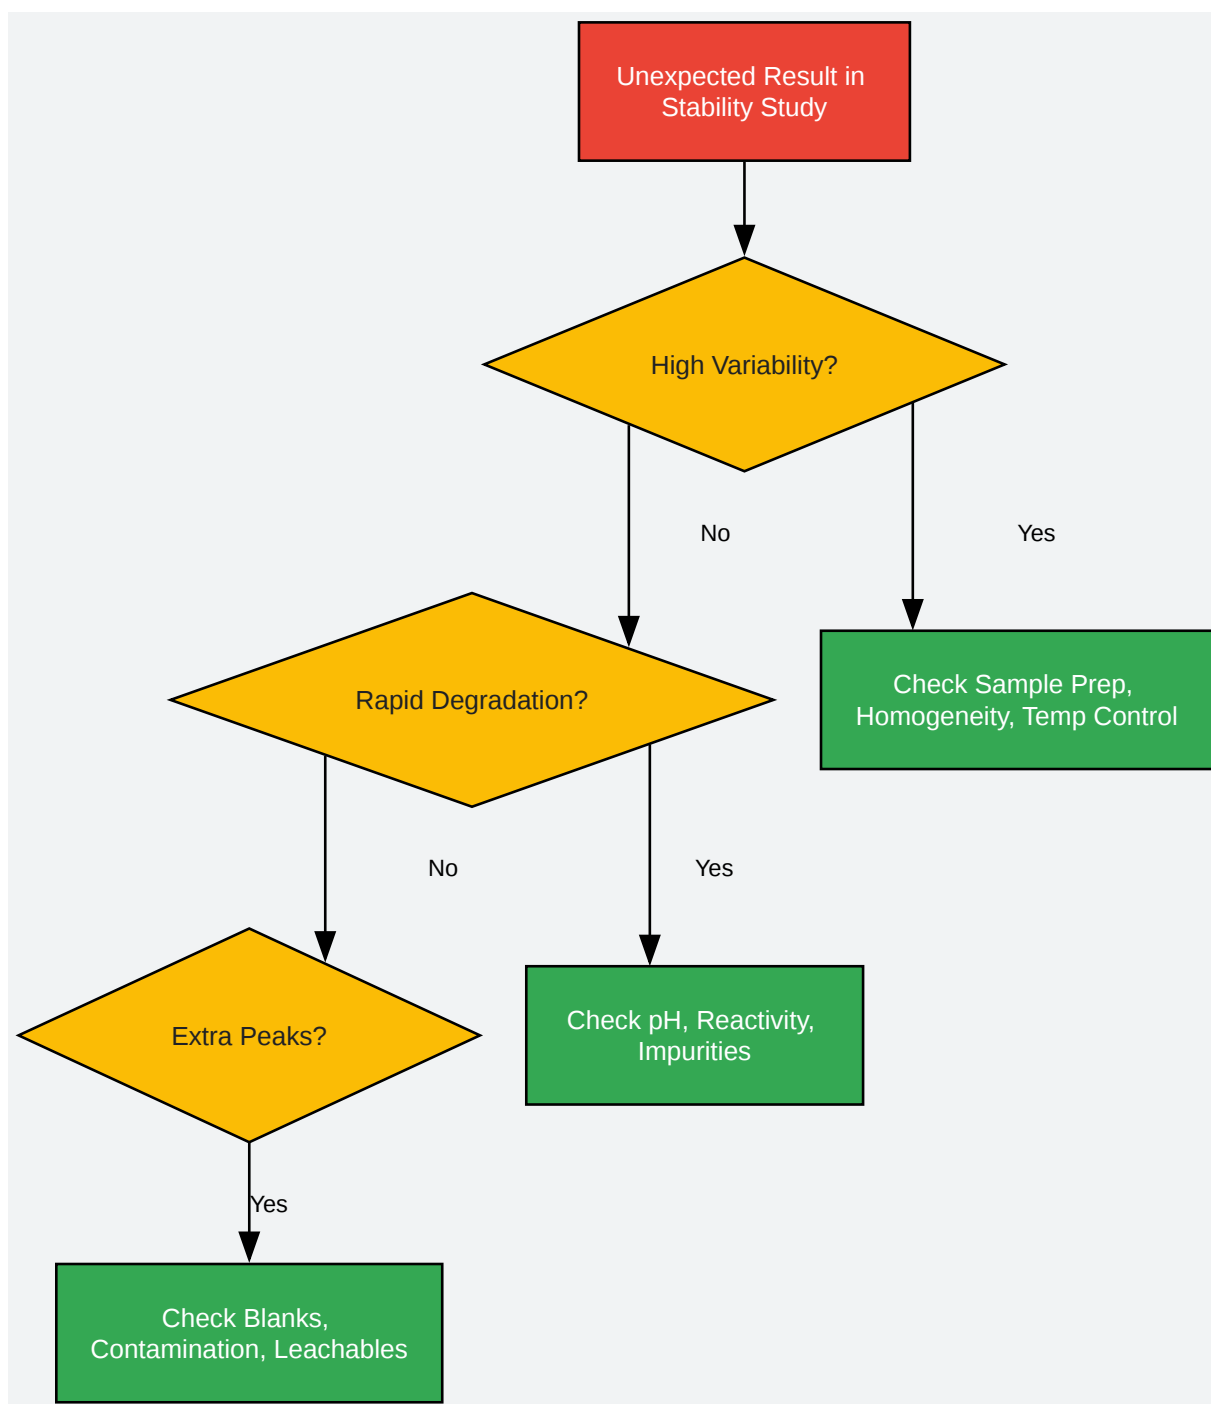 Unexpected Result in
Stability Study
High Variability?
No
Yes
Check Sample Prep,
Homogeneity, Temp Control
Rapid Degradation?
No
Yes
Check pH, Reactivity,
Impurities
Extra Peaks?
Yes
Check Blanks,
Contamination, Leachables